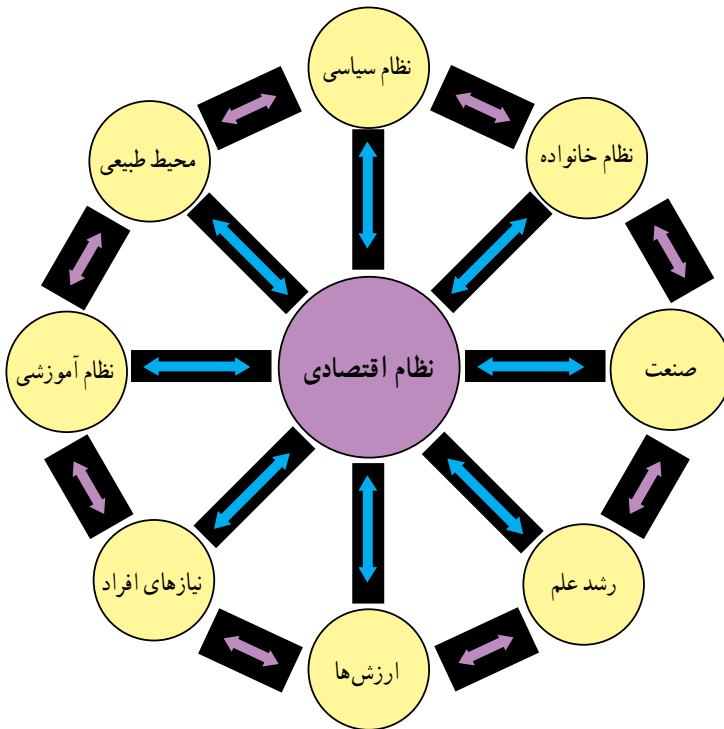 نظام سیاسی
نظام خانواده
محیط طبیعی
نظام اقتصادی
صنعت
نظام آموزشی
رشد علم
نیازهای افراد
ارزش‌ها